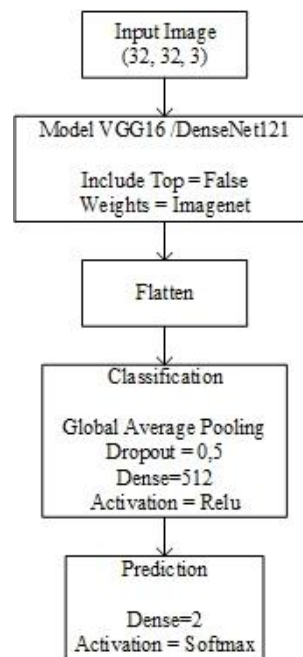 Input Image
(32, 32, 3)
Model VGG16 /DenseNet121
Include Top = False
Weights = Imagenet
Flatten
Classification
Global Average Pooling
Dropout = 0,5
Dense=512
Activation = Relu
Prediction
Dense=2
Activation = Softmax